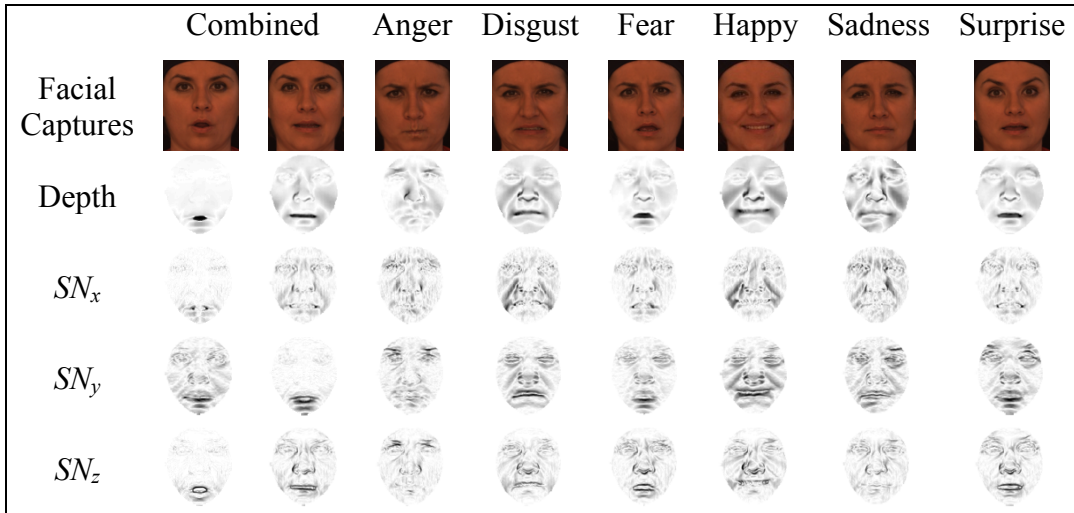 Combined Anger Disgust Fear Happy Sadness Surprise
Facial
Captures
Depth
SNx
SNy
SNz